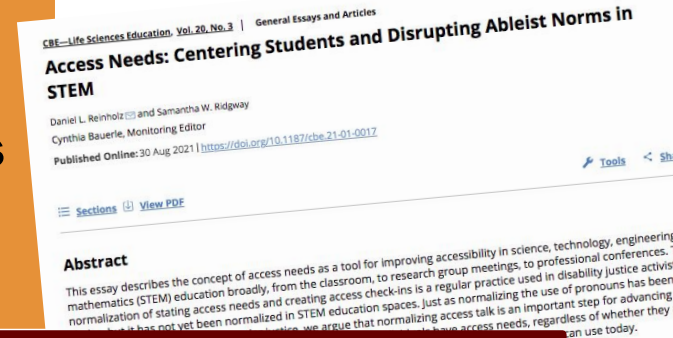 CBE—Life Sciences Education, Vol. 20, No. 3 | General Essays and Articles
Access Needs: Centering Students and Disrupting Ableist Norms in
STEM
Daniel L. Reinholz and Samantha W. Ridgway
Cynthia Bauerle, Monitoring Editor
Published Online: 30 Aug 2021 | https://doi.org/10.1187/cbe.21-01-0017
Tools
Sections View PDF
Abstract
This essay describes the concept of access needs as a tool for improving accessibility in science, technology, engineering
mathematics (STEM) education broadly, from the classroom, to research group meetings, to professional conferences.
normalization of stating access needs and creating access check-ins is a regular practice used in disability justice activis
it has not yet been normalized in STEM education spaces. Just as normalizing the use of pronouns has been
we argue that normalizing access talk is an important step for advancing
have access needs, regardless of whether they
can use today.